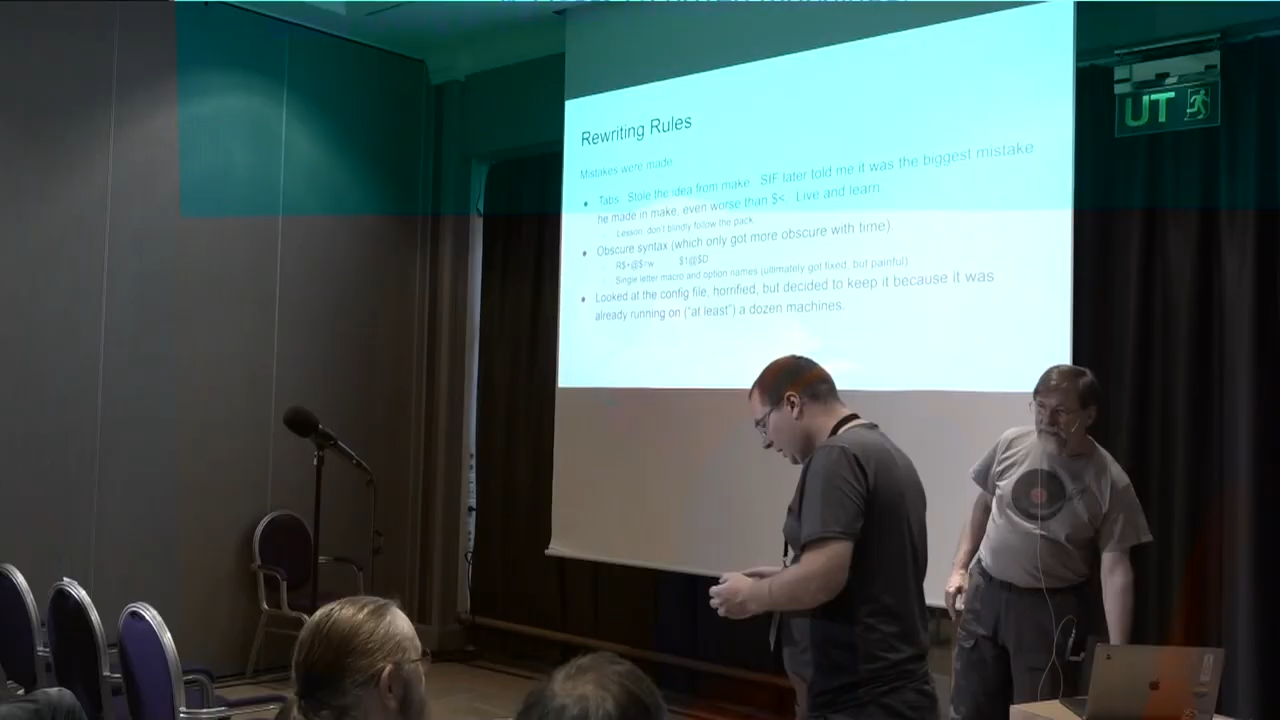 UT
Rewriting Rules
Mistakes were made
Tabs. Stole the idea from make. SIF later told me it was the biggest mistake
he made in make, even worse than $<. Live and learn.
Lesson: don't blindly follow the pack.
Obscure syntax (which only got more obscure with time).
$1@$D
Single letter macro and option names (ultimately got fixed, but painful).
Looked at the config file, horrified, but decided to keep it because it was
already running on ("at least") a dozen machines.